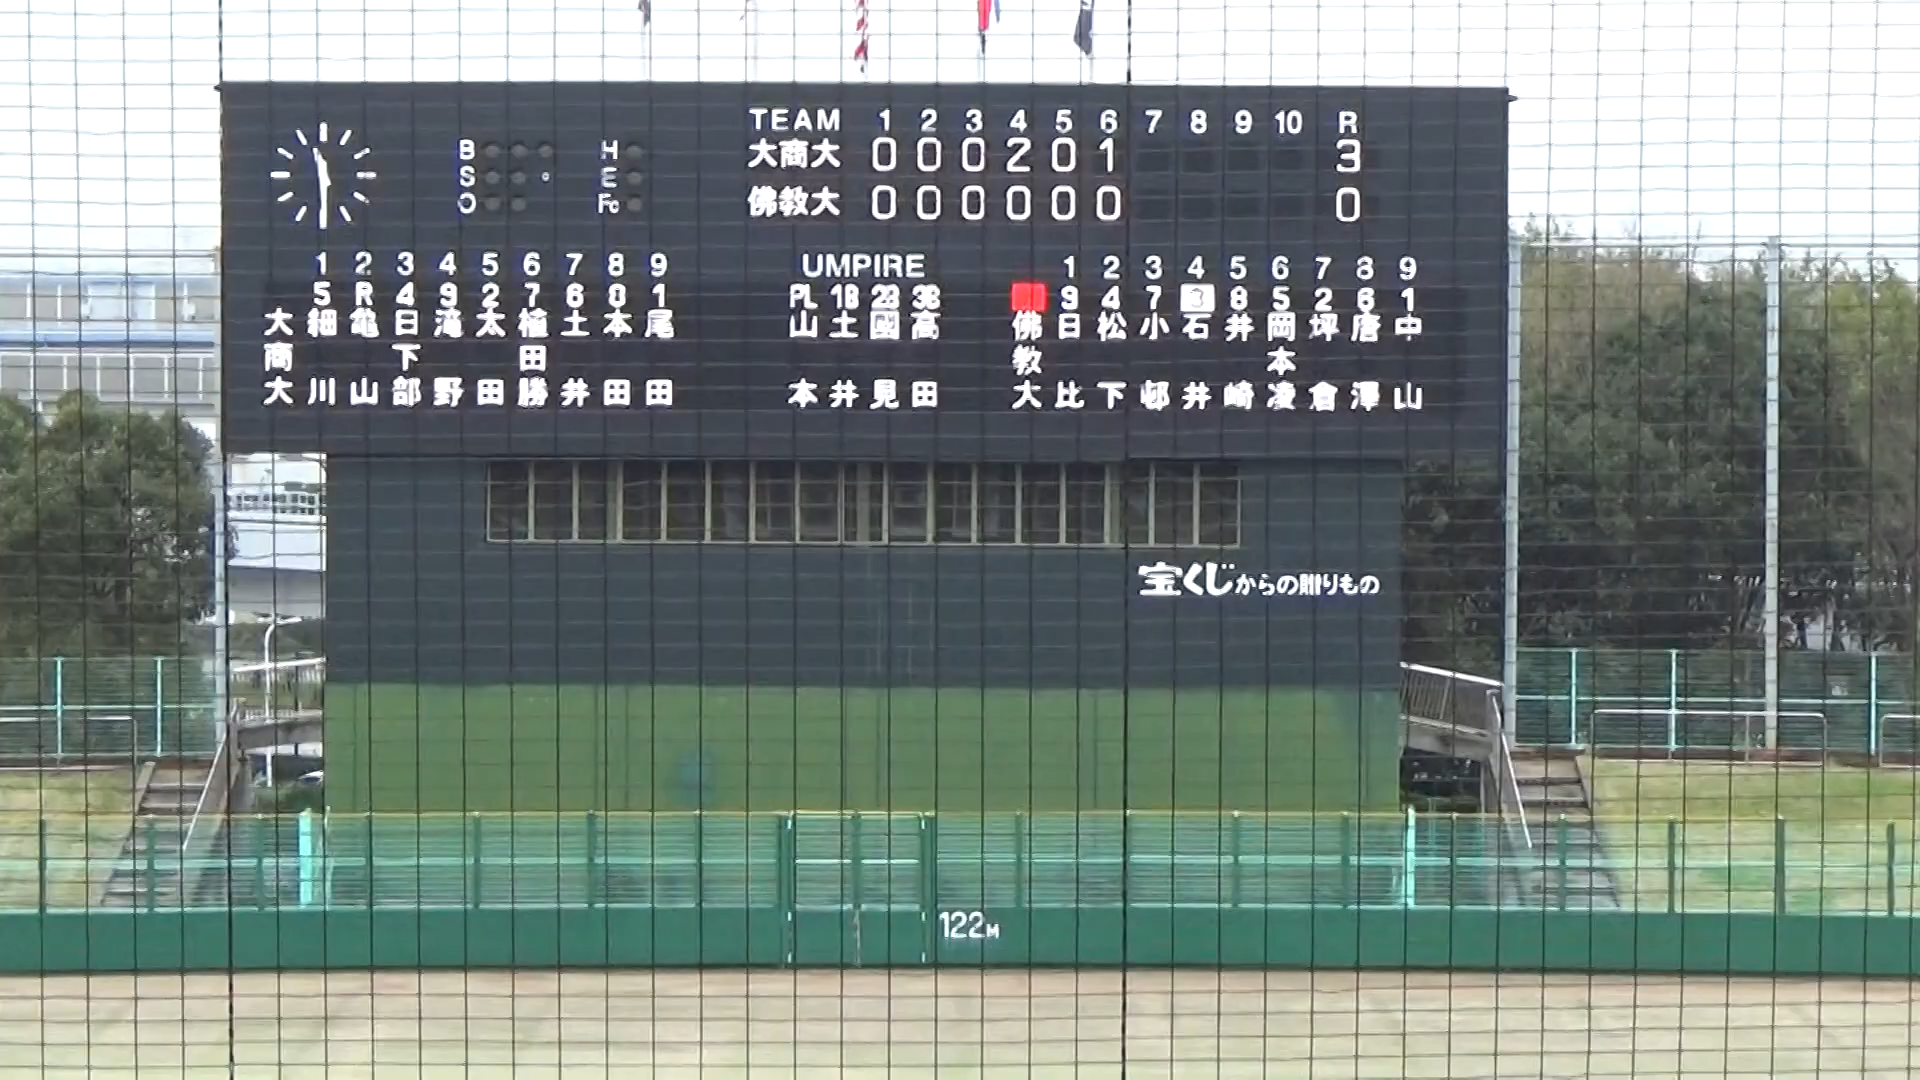 TEAM 1 2 3 4 5 6 7 8 9 10 R
大商大 0 0 0 2 0 1 3
佛教大 0 0 0 0 0 0 0
B H
S E
O Fc
1 2 3 4 5 6 7 8 9
5 R 4 9 2 7 6 8 1
大商大 細川 亀山 日下部 滝野 太田 植田勝 土井 本田 尾田
UMPIRE
PL 1B 2B 3B
山本 土井 國見 高田
1 2 3 4 5 6 7 8 9
9 4 7 3 8 5 2 6 1
佛教大 日比 松下 小邨 石井 井崎 岡本凌 坪倉 唐澤 中山
宝くじからの贈りもの
122M